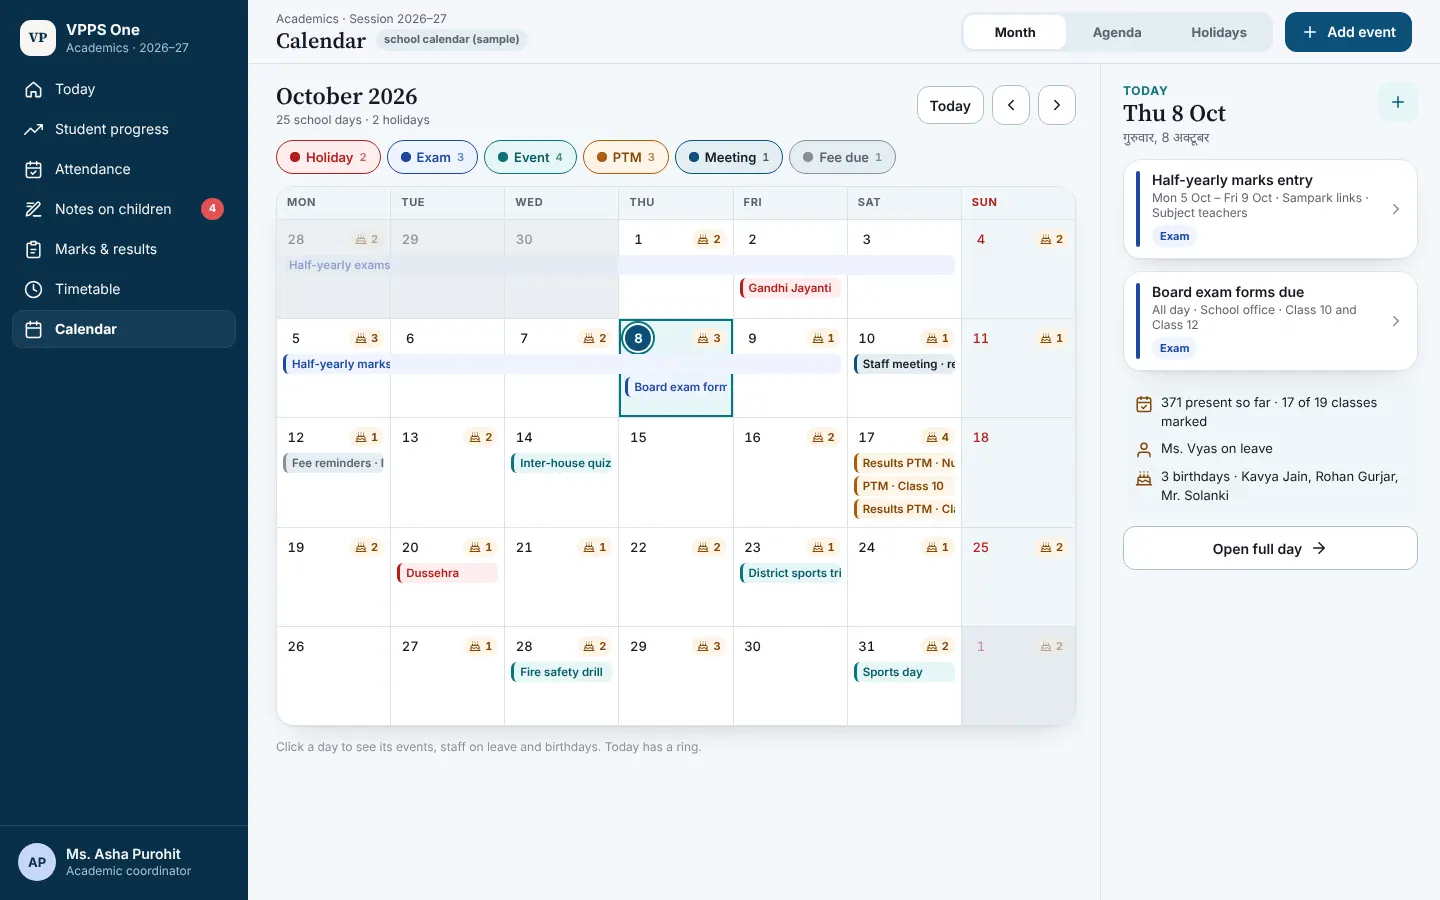 VP
VPPS One
Academics · 2026–27
Today
Student progress
Attendance
Notes on children 4
Marks & results
Timetable
Calendar
AP
Ms. Asha Purohit
Academic coordinator
Academics · Session 2026–27
Calendar school calendar (sample)
Month Agenda Holidays
+ Add event
October 2026
25 school days · 2 holidays
Today
Holiday 2 Exam 3 Event 4 PTM 3 Meeting 1 Fee due 1
MON TUE WED THU FRI SAT SUN
28 2 29 30 1 2 2 3 4 2
Half-yearly exams
Gandhi Jayanti
5 3 6 7 2 8 3 9 1 10 1 11 1
Half-yearly marks Staff meeting · re
Board exam form
12 1 13 2 14 15 16 2 17 4 18
Fee reminders · Inter-house quiz Results PTM · Nu
PTM · Class 10
Results PTM · Cla
19 2 20 1 21 1 22 2 23 1 24 1 25 2
Dussehra District sports tri
26 27 1 28 2 29 3 30 31 2 1 2
Fire safety drill Sports day
Click a day to see its events, staff on leave and birthdays. Today has a ring.
TODAY
Thu 8 Oct
गुरुवार, 8 अक्टूबर
Half-yearly marks entry
Mon 5 Oct – Fri 9 Oct · Sampark links ·
Subject teachers
Exam
Board exam forms due
All day · School office · Class 10 and
Class 12
Exam
371 present so far · 17 of 19 classes
marked
Ms. Vyas on leave
3 birthdays · Kavya Jain, Rohan Gurjar,
Mr. Solanki
Open full day